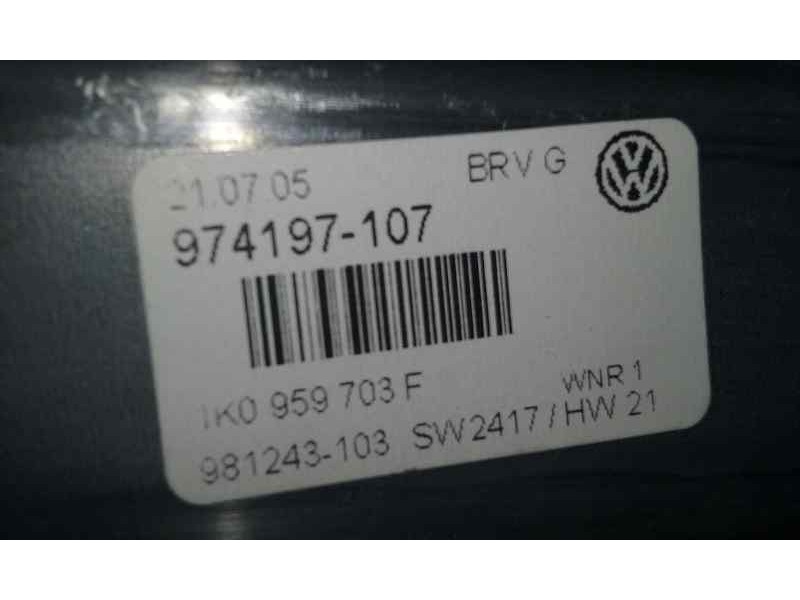 21.07.05 BRV G
974197-107
1K0 959 703 F WNR 1
981243-103 SW2417 / HW 21